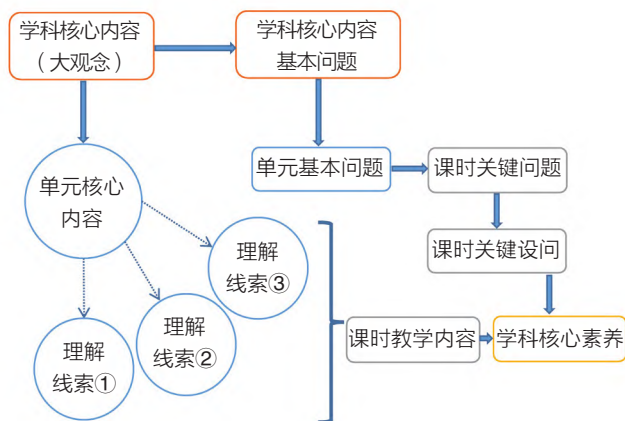 学科核心内容
（大观念）
学科核心内容
基本问题
单元基本问题
课时关键问题
单元核心
内容
课时关键设问
理解
线索③
理解
线索②
理解
线索①
课时教学内容
学科核心素养